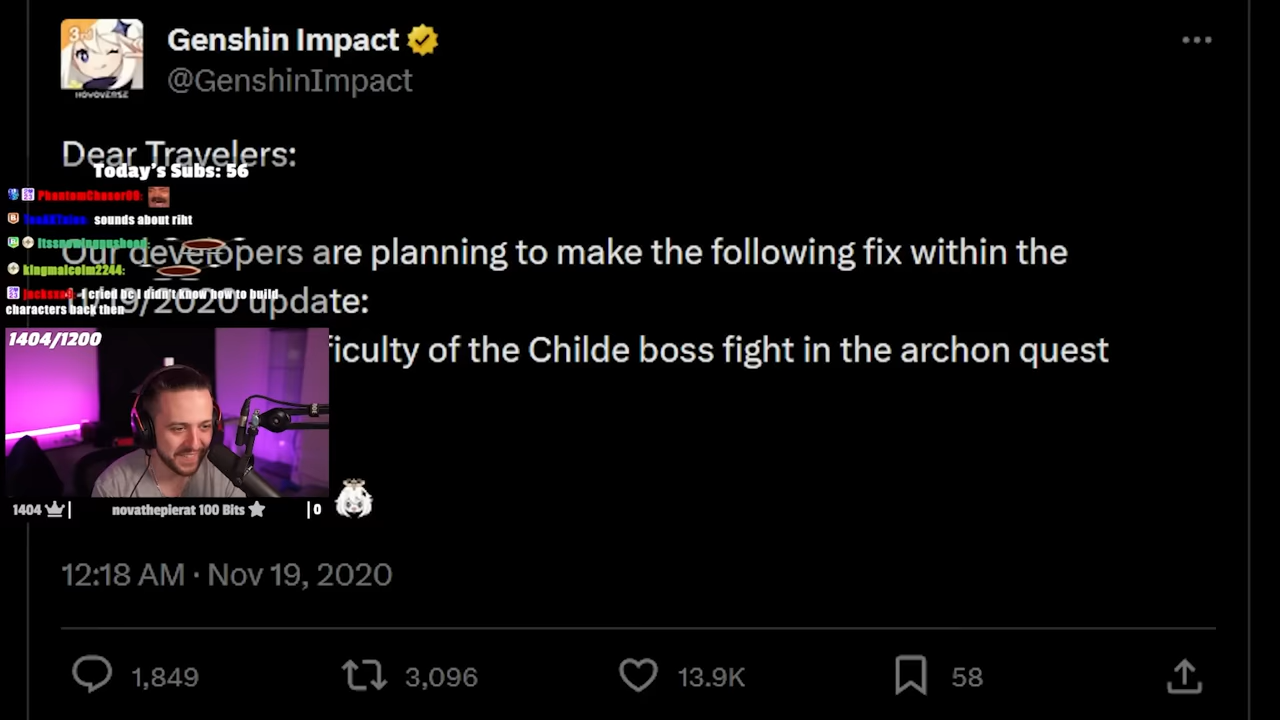 Genshin Impact
@GenshinImpact
Dear Travelers:
Today's Subs: 56
PhantomChaser00:
sounds about riht
Our developers are planning to make the following fix within the
kingmalcolm2244:
I cried bc I didn't know how to build
characters back then
/2020 update:
1404/1200
ficulty of the Childe boss fight in the archon quest
1404 | novathepierat 100 Bits | 0
12:18 AM · Nov 19, 2020
1,849 3,096 13.9K 58